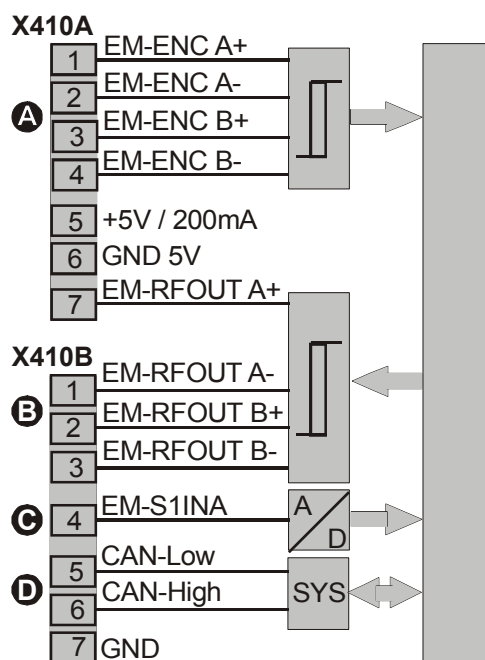 X410A
1 EM-ENC A+
2 EM-ENC A-
A
3 EM-ENC B+
4 EM-ENC B-
5 +5V / 200mA
6 GND 5V
7 EM-RFOUT A+
X410B
1 EM-RFOUT A-
B
2 EM-RFOUT B+
3 EM-RFOUT B-
C 4 EM-S1INA A/D
5 CAN-Low
D SYS
6 CAN-High
7 GND